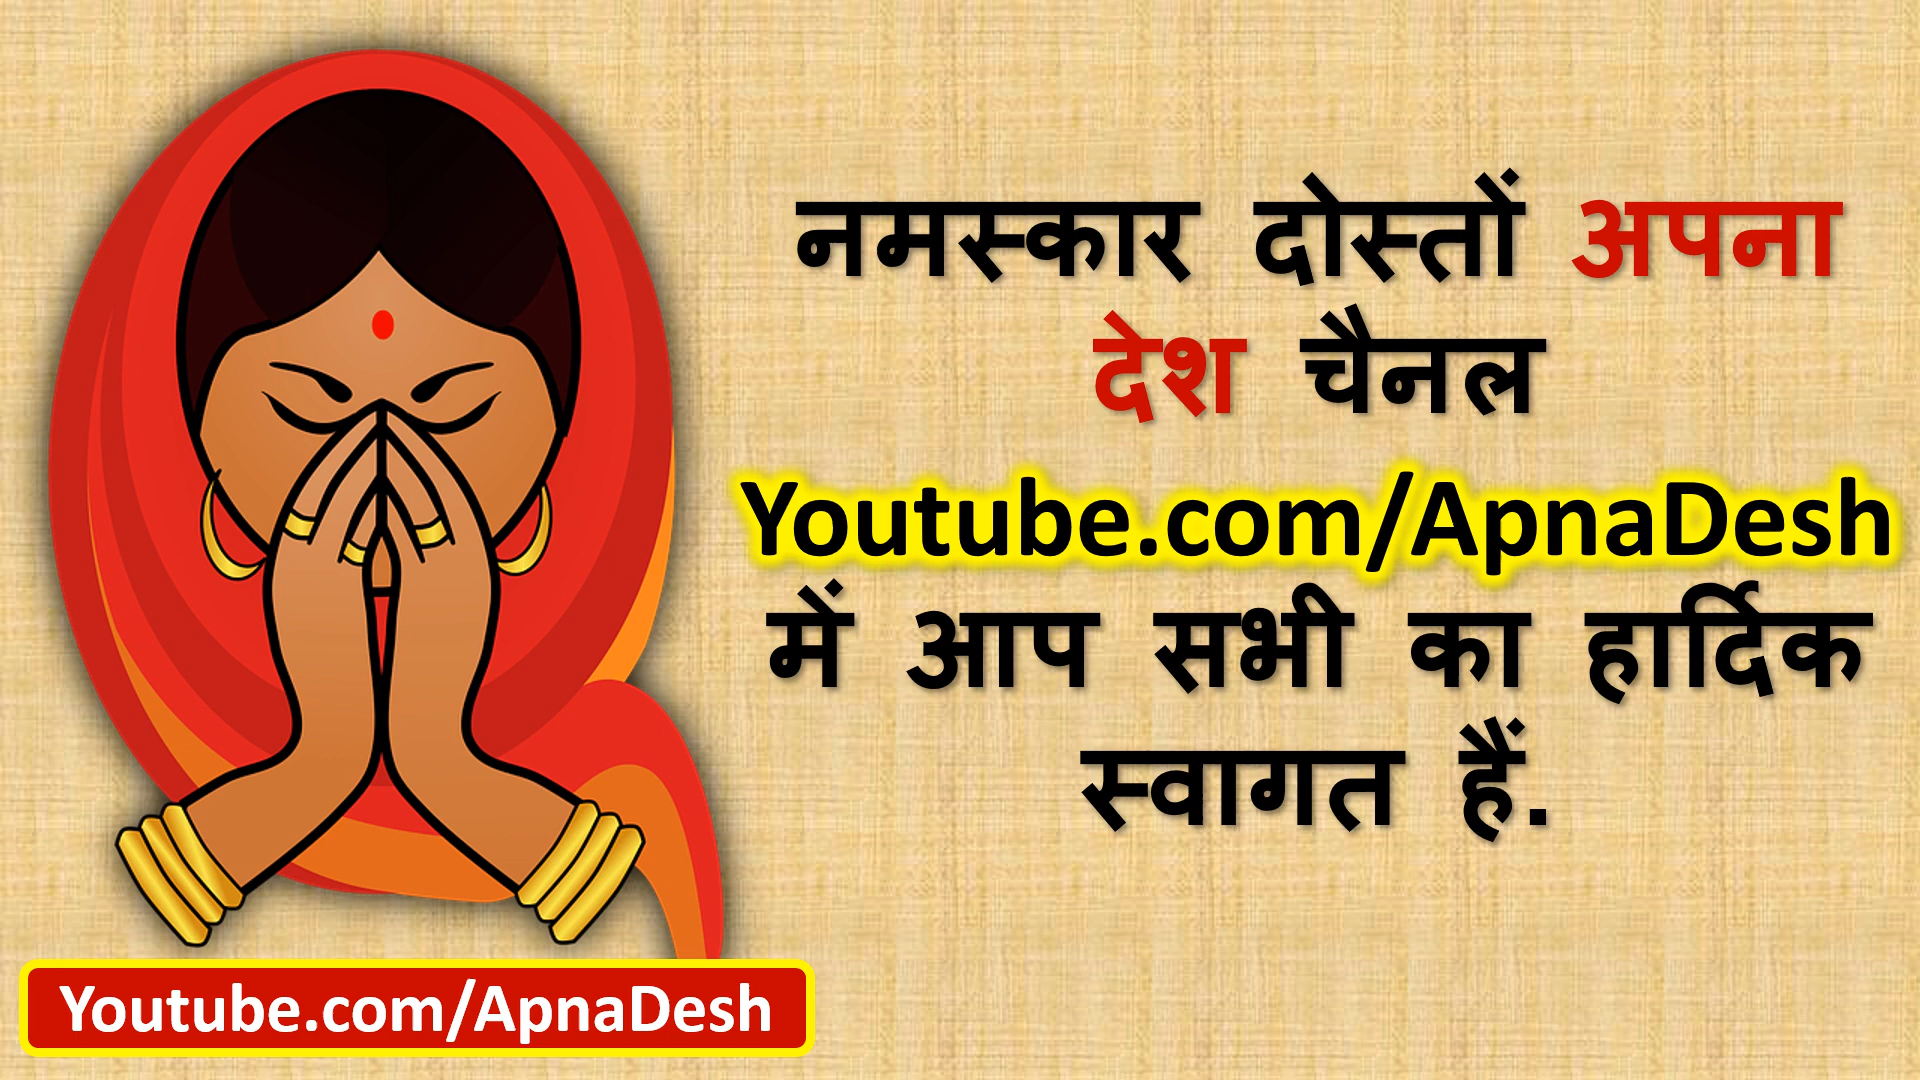 नमस्कार दोस्तों अपना
देश चैनल
Youtube.com/ApnaDesh
में आप सभी का हार्दिक
स्वागत हैं.
Youtube.com/ApnaDesh